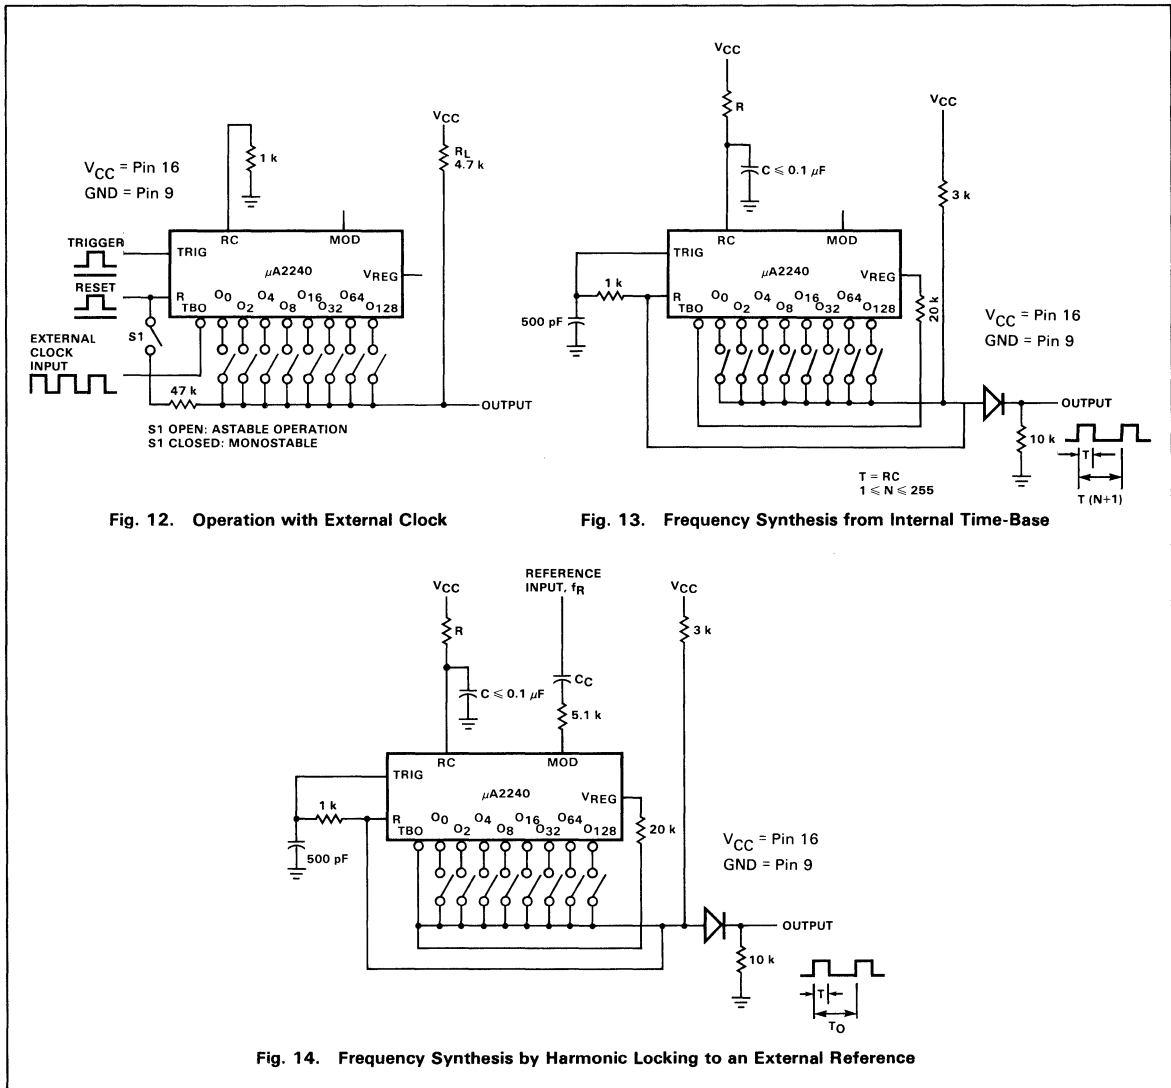 VCC
RL
4.7 k
1 k
VCC = Pin 16
GND = Pin 9
TRIGGER
RESET
EXTERNAL
CLOCK
INPUT
TRIG
RC
MOD
μA2240
VREG
R
TBO
O0
O2
O4
O8
O16
O32
O64
O128
S1
47 k
OUTPUT
S1 OPEN: ASTABLE OPERATION
S1 CLOSED: MONOSTABLE
Fig. 12. Operation with External Clock
VCC
R
C ⩽ 0.1 μF
VCC
3 k
RC
MOD
TRIG
μA2240
VREG
1 k
R
TBO
O0
O2
O4
O8
O16
O32
O64
O128
500 pF
20 k
VCC = Pin 16
GND = Pin 9
OUTPUT
10 k
T
T (N+1)
T = RC
1 ⩽ N ⩽ 255
Fig. 13. Frequency Synthesis from Internal Time-Base
VCC
R
C ⩽ 0.1 μF
REFERENCE
INPUT, fR
CC
5.1 k
VCC
3 k
RC
MOD
TRIG
μA2240
VREG
1 k
R
TBO
O0
O2
O4
O8
O16
O32
O64
O128
500 pF
20 k
VCC = Pin 16
GND = Pin 9
OUTPUT
10 k
T
TO
Fig. 14. Frequency Synthesis by Harmonic Locking to an External Reference